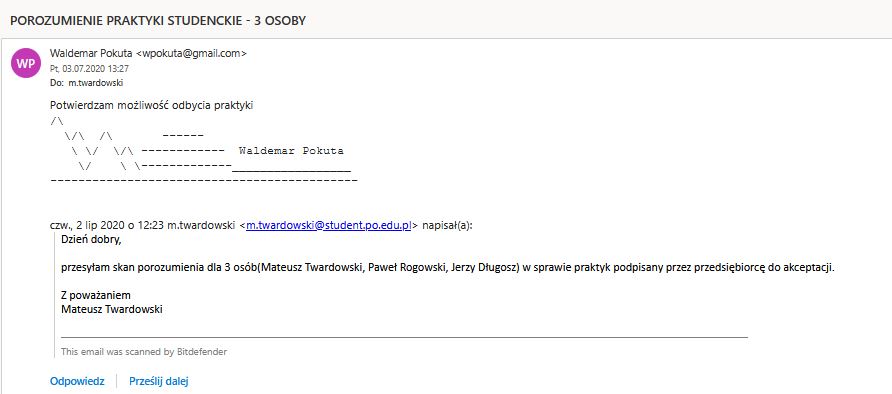 POROZUMIENIE PRAKTYKI STUDENCKIE - 3 OSOBY
WP
Waldemar Pokuta <wpokuta@gmail.com>
Pt, 03.07.2020 13:27
Do: m.twardowski
Potwierdzam możliwość odbycia praktyki
/\
\/\ /\ ------
\ \/ \/\ ------------ Waldemar Pokuta
\/ \ \-------------_________________
--------------------------------------------
czw., 2 lip 2020 o 12:23 m.twardowski <m.twardowski@student.po.edu.pl> napisał(a):
Dzień dobry,
przesyłam skan porozumienia dla 3 osób(Mateusz Twardowski, Paweł Rogowski, Jerzy Długosz) w sprawie praktyk podpisany przez przedsiębiorcę do akceptacji.
Z poważaniem
Mateusz Twardowski
This email was scanned by Bitdefender
Odpowiedz
Prześlij dalej